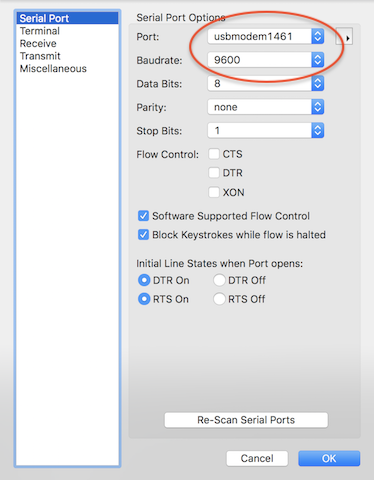 Serial Port
Terminal
Receive
Transmit
Miscellaneous
Serial Port Options
Port: usbmodem1461
Baudrate: 9600
Data Bits: 8
Parity: none
Stop Bits: 1
Flow Control: CTS
DTR
XON
Software Supported Flow Control
Block Keystrokes while flow is halted
Initial Line States when Port opens:
DTR On DTR Off
RTS On RTS Off
Re-Scan Serial Ports
Cancel OK